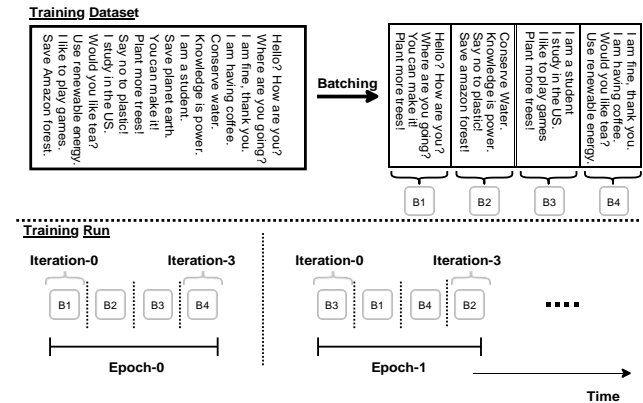 Training Dataset
Hello? How are you?
Where are you going?
I am fine, thank you.
I am having coffee.
Conserve water.
Knowledge is power.
I am a student.
Save planet earth.
You can make it!
Plant more trees!
Say no to plastic!
I study in the US.
Would you like tea?
Use renewable energy.
I like to play games.
Save Amazon forest.
Batching
Hello? How are you?
Where are you going?
You can make it!
Plant more trees!
Conserve Water.
Knowledge is power.
Say no to plastic!
Save amazon forest!
I am a student
I study in the US.
I like to play games
Plant more trees!
I am fine, thank you.
I am having coffee.
Would you like tea?
Use renewable energy.
B1
B2
B3
B4
Training Run
Iteration-0
Iteration-3
B1
B2
B3
B4
Epoch-0
Iteration-0
Iteration-3
B3
B1
B4
B2
Epoch-1
Time